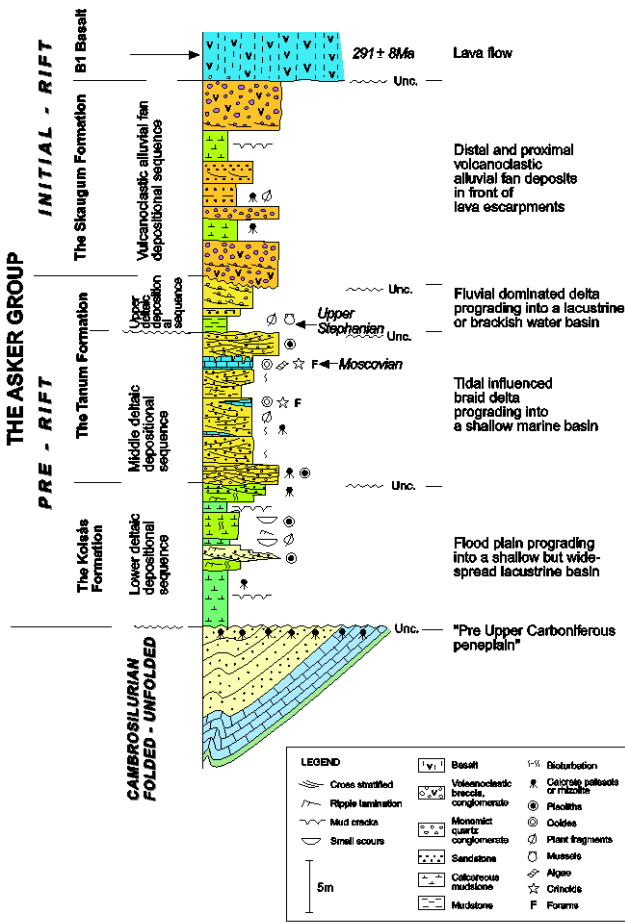 THE ASKER GROUP
INITIAL - RIFT
PRE - RIFT
B1 Basalt
291 ± 8Ma
Lava flow
Unc.
The Skaugum Formation
Vulcanoclastic alluvial fan
depositional sequence
Distal and proximal
volcanoclastic
alluvial fan deposits
in front of
lava escarpments
Unc.
The Tanum Formation
Upper
deltaic
deposition
al sequence
Upper
Stephanian
Fluvial dominated delta
prograding into a lacustrine
or brackish water basin
Unc.
Middle deltaic
depositional
sequence
F
Moscovian
F
Tidal influenced
braid delta
prograding into
a shallow marine basin
Unc.
The Kolsås
Formation
Lower deltaic
depositional
sequence
Flood plain prograding
into a shallow but wide-
spread lacustrine basin
Unc.
"Pre Upper Carboniferous
peneplain"
CAMBROSILURIAN
FOLDED - UNFOLDED
LEGEND
Cross stratified
Ripple lamination
Mud cracks
Small scours
5m
Basalt
Volcanoclastic
breccia,
conglomerate
Monomict
quartz
conglomerate
Sandstone
Calcareous
mudstone
Mudstone
Bioturbation
Calcrete paleosols
or rhizolite
Pisoliths
Ooides
Plant fragments
Mussels
Algae
Crinoids
F Forams